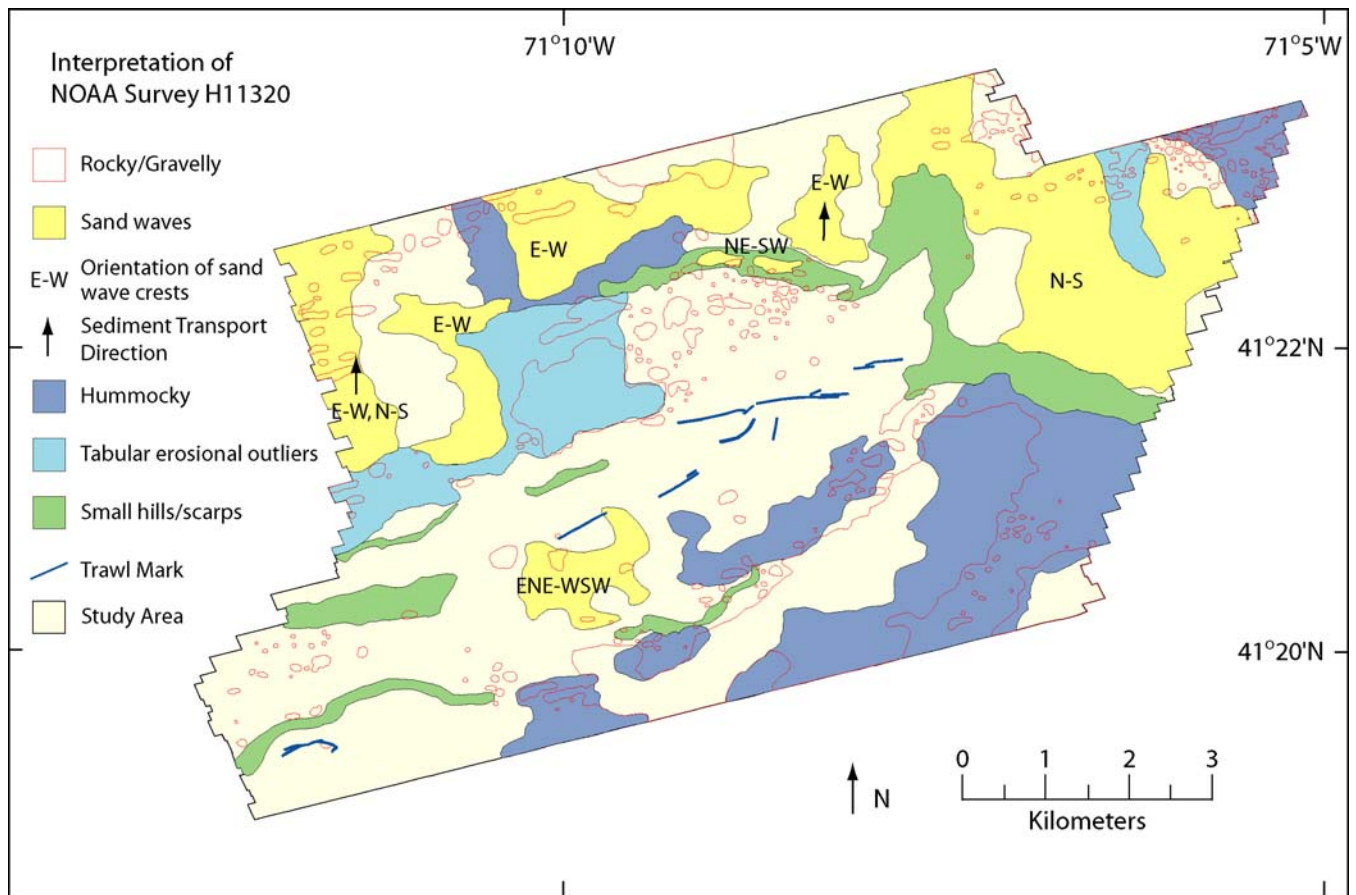 71°10'W
71°5'W
Interpretation of
NOAA Survey H11320
Rocky/Gravelly
Sand waves
E-W Orientation of sand
wave crests
Sediment Transport
Direction
Hummocky
Tabular erosional outliers
Small hills/scarps
Trawl Mark
Study Area
E-W
E-W
NE-SW
N-S
E-W
41°22'N
E-W, N-S
ENE-WSW
41°20'N
N
0 1 2 3
Kilometers